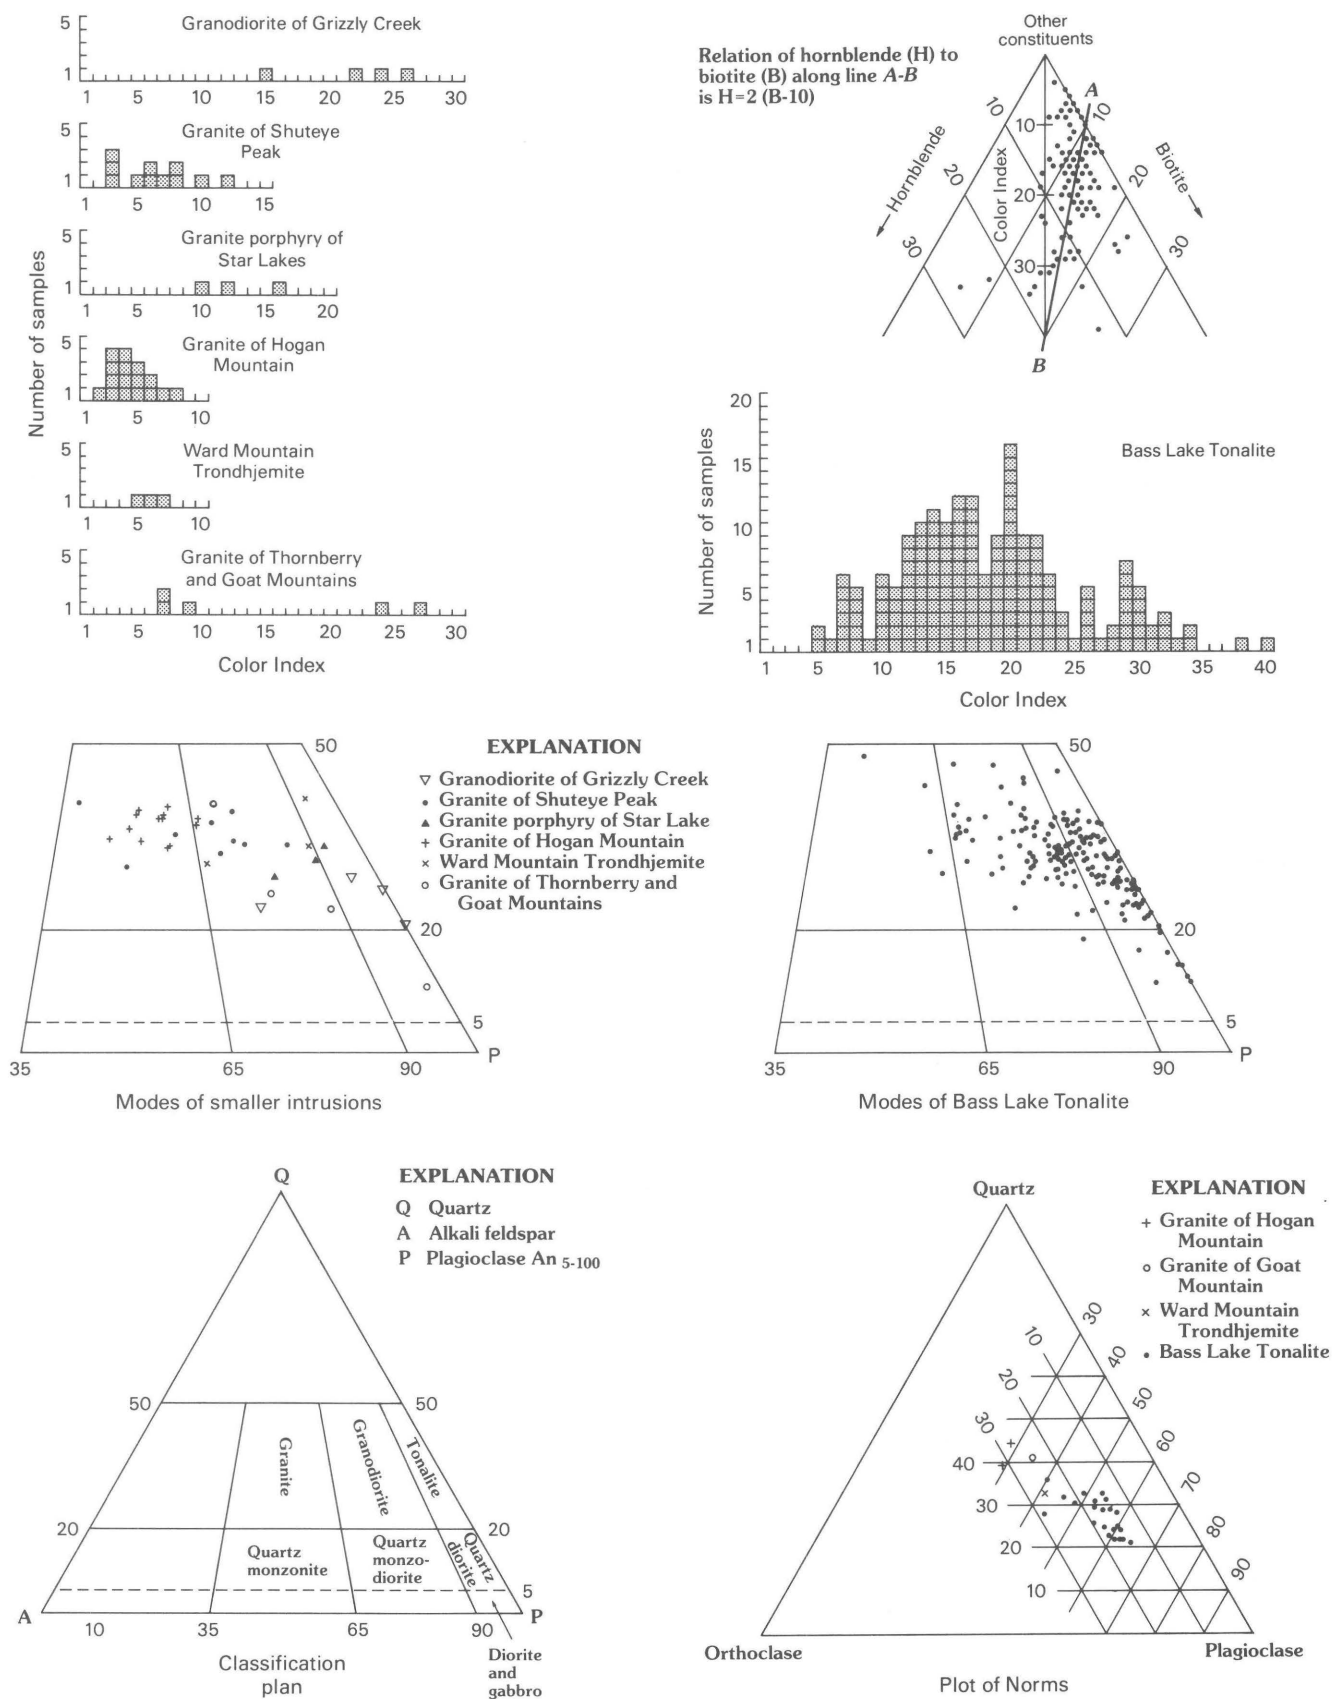 5
Granodiorite of Grizzly Creek
1
1 5 10 15 20 25 30
5
Granite of Shuteye
Peak
1
1 5 10 15
5
Granite porphyry of
Star Lakes
1
1 5 10 15 20
5
Granite of Hogan
Mountain
1
1 5 10
5
Ward Mountain
Trondhjemite
1
1 5 10
5
Granite of Thornberry
and Goat Mountains
1
1 5 10 15 20 25 30
Number of samples
Color Index
Relation of hornblende (H) to
biotite (B) along line A-B
is H=2 (B-10)
Other
constituents
A
10
10
10
Hornblende
Color Index
Biotite
20
20
20
30
30
30
B
20
15
10
5
1
Number of samples
Bass Lake Tonalite
1 5 10 15 20 25 30 35 40
Color Index
50
20
5
P
35 65 90
Modes of smaller intrusions
EXPLANATION
▽ Granodiorite of Grizzly Creek
• Granite of Shuteye Peak
▲ Granite porphyry of Star Lake
+ Granite of Hogan Mountain
× Ward Mountain Trondhjemite
○ Granite of Thornberry and
Goat Mountains
50
20
5
P
35 65 90
Modes of Bass Lake Tonalite
Q
50 50
Granite
Granodiorite
Tonalite
20 20
Quartz
monzonite
Quartz
monzo-
diorite
Quartz
diorite
5
A P
10 35 65 90
Diorite
and
gabbro
Classification
plan
EXPLANATION
Q Quartz
A Alkali feldspar
P Plagioclase An 5-100
Quartz
30
10
40
20
50
30
60
40
70
30
80
20
90
10
Orthoclase Plagioclase
Plot of Norms
EXPLANATION
+ Granite of Hogan
Mountain
○ Granite of Goat
Mountain
× Ward Mountain
Trondhjemite
• Bass Lake Tonalite